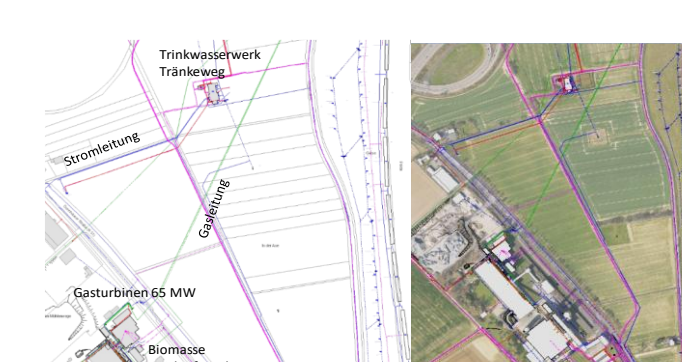 Trinkwasserwerk
Tränkeweg
Stromleitung
Gasleitung
Gasturbinen 65 MW
Biomasse